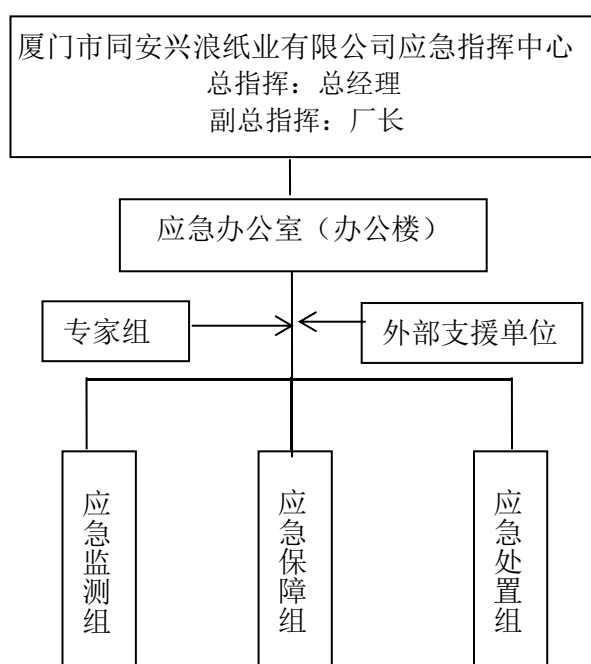 厦门市同安兴浪纸业有限公司应急指挥中心
总指挥：总经理
副总指挥：厂长
应急办公室（办公楼）
专家组
外部支援单位
应急监测组
应急保障组
应急处置组